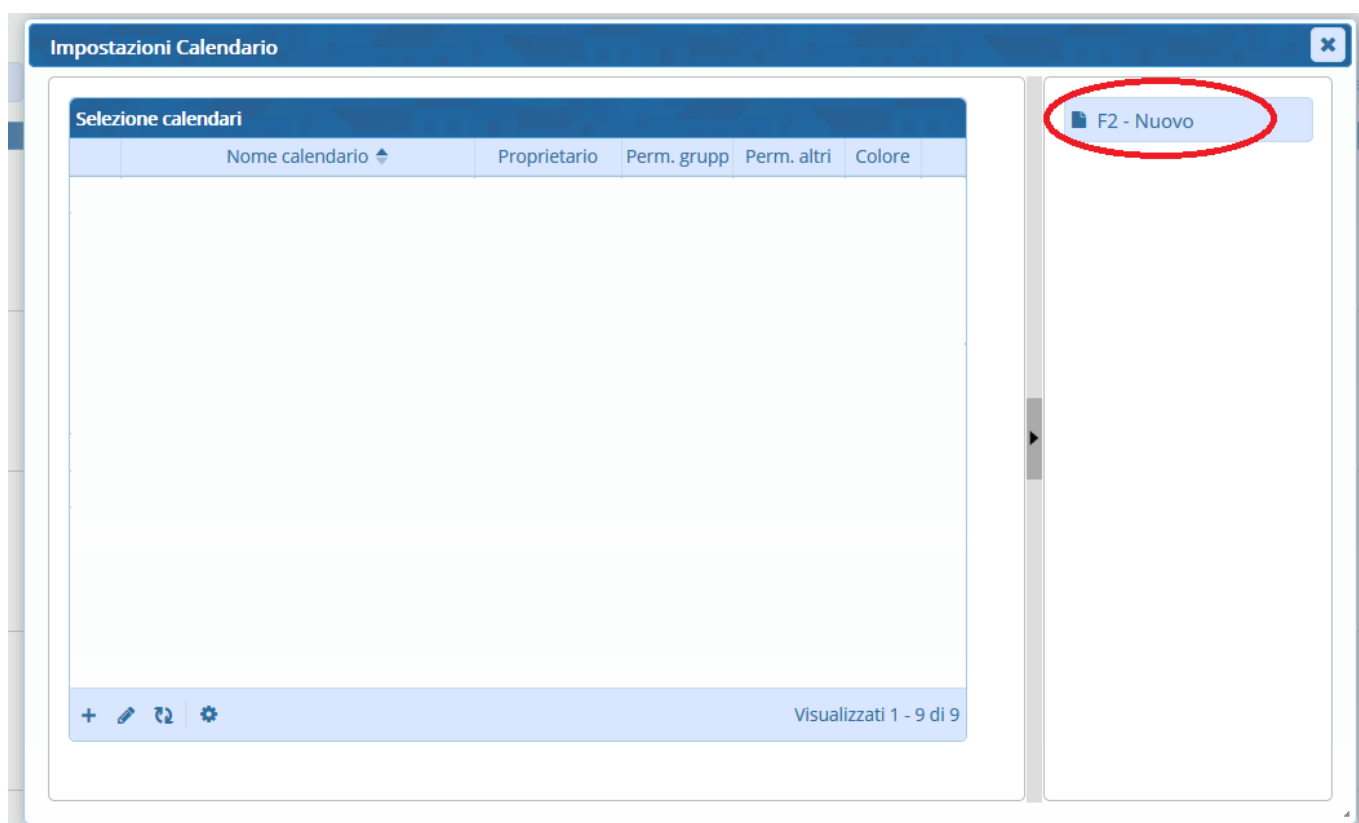 Impostazioni Calendario
Selezione calendari
F2 - Nuovo
Nome calendario Proprietario Perm. grupp Perm. altri Colore
Visualizzati 1 - 9 di 9